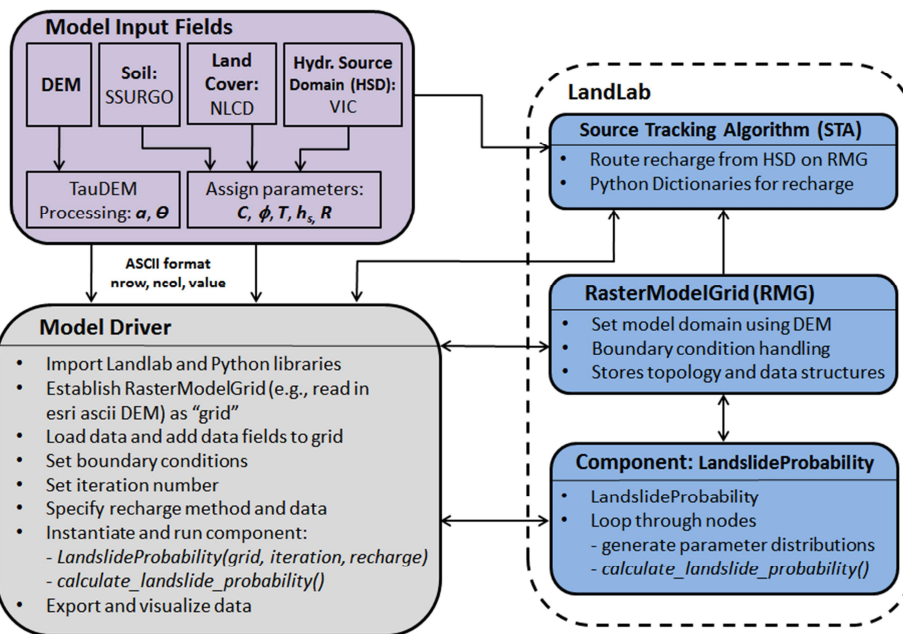 Model Input Fields
DEM
Soil:
SSURGO
Land
Cover:
NLCD
Hydr. Source
Domain (HSD):
VIC
TauDEM
Processing: a, ϴ
Assign parameters:
C, ϕ, T, hs, R
ASCII format
nrow, ncol, value
Model Driver
• Import Landlab and Python libraries
• Establish RasterModelGrid (e.g., read in
esri ascii DEM) as “grid”
• Load data and add data fields to grid
• Set boundary conditions
• Set iteration number
• Specify recharge method and data
• Instantiate and run component:
- LandslideProbability(grid, iteration, recharge)
- calculate_landslide_probability()
• Export and visualize data
LandLab
Source Tracking Algorithm (STA)
• Route recharge from HSD on RMG
• Python Dictionaries for recharge
RasterModelGrid (RMG)
• Set model domain using DEM
• Boundary condition handling
• Stores topology and data structures
Component: LandslideProbability
• LandslideProbability
• Loop through nodes
- generate parameter distributions
- calculate_landslide_probability()